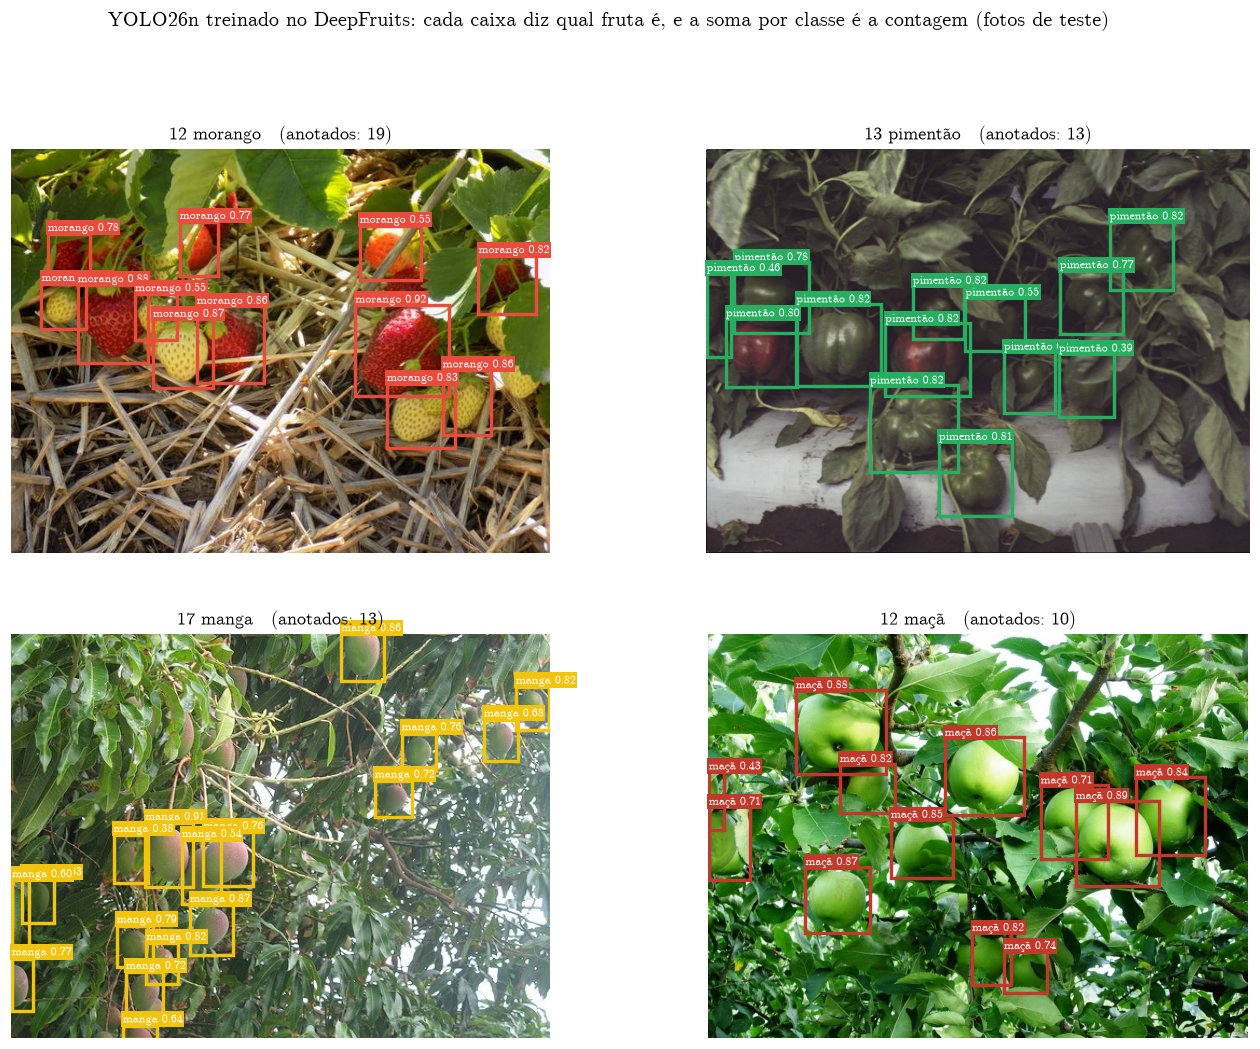 YOLO26n treinado no DeepFruits: cada caixa diz qual fruta é, e a soma por classe é a contagem (fotos de teste)
12 morango (anotados: 19)
morango 0.77
morango 0.55
morango 0.78
morango 0.82
moran
morango 0.88
morango 0.55
morango 0.86
morango 0.92
morango 0.87
morango 0.86
morango 0.83
13 pimentão (anotados: 13)
pimentão 0.82
pimentão 0.78
pimentão 0.46
pimentão 0.77
pimentão 0.82
pimentão 0.55
pimentão 0.82
pimentão 0.80
pimentão 0.82
pimentão
pimentão 0.39
pimentão 0.82
pimentão 0.81
17 manga (anotados: 13)
manga 0.86
manga 0.82
manga 0.68
manga 0.76
manga 0.72
manga 0.91
manga 0.38
0.76
manga 0.54
manga 0.60
manga 0.87
manga 0.79
manga 0.82
manga 0.77
manga 0.72
manga 0.64
12 maçã (anotados: 10)
maçã 0.88
maçã 0.86
maçã 0.82
maçã 0.43
maçã 0.71
maçã 0.84
maçã 0.89
maçã 0.71
maçã 0.85
maçã 0.87
maçã 0.82
maçã 0.74